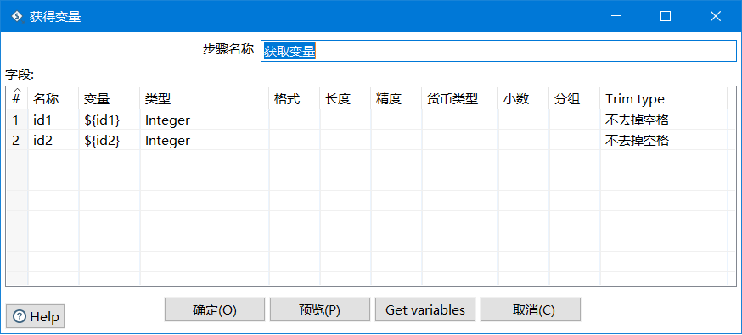 获得变量
步骤名称 获取变量
字段:
# 名称 变量 类型 格式 长度 精度 货币类型 小数 分组 Trim type
1 id1 ${id1} Integer 不去掉空格
2 id2 ${id2} Integer 不去掉空格
Help 确定(O) 预览(P) Get variables 取消(C)